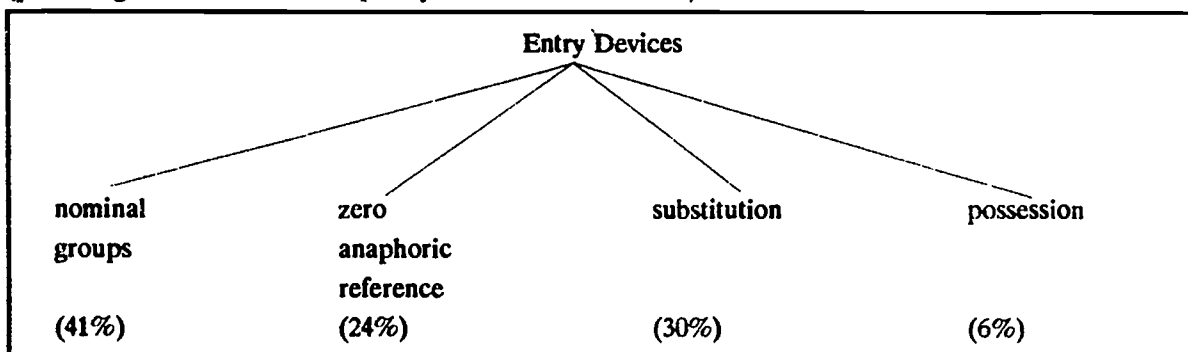 Entry Devices
nominal groups
zero anaphoric reference
substitution
possession
(41%)
(24%)
(30%)
(6%)